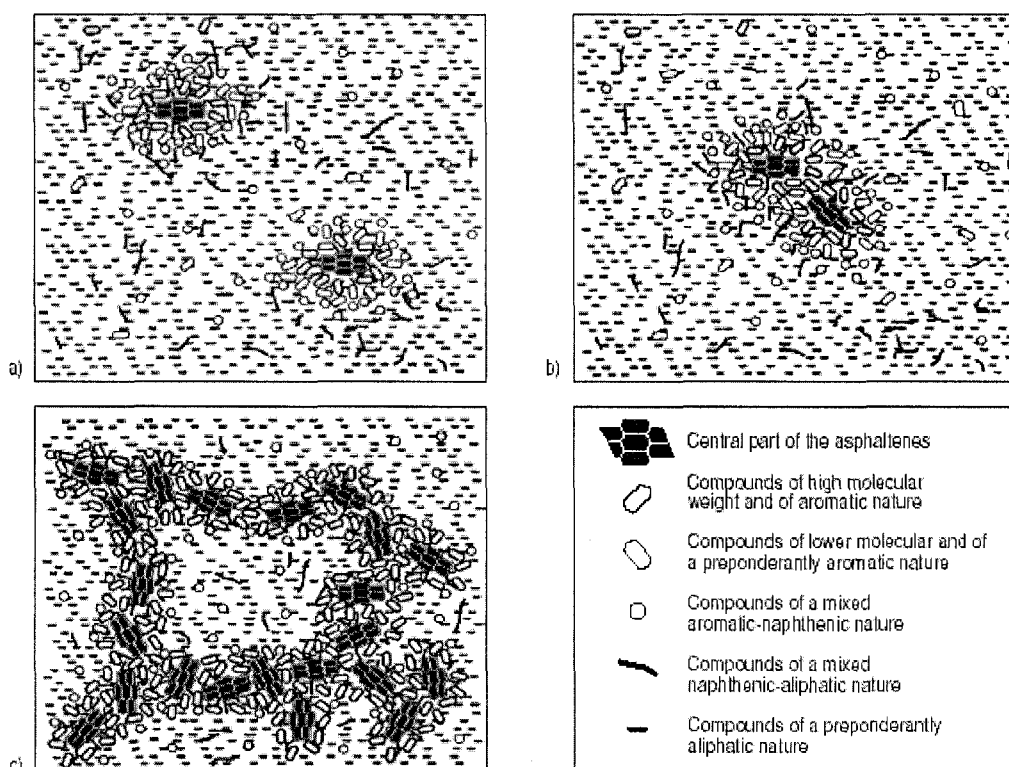 a)
b)
c)
Central part of the asphaltenes
Compounds of high molecular
weight and of aromatic nature
Compounds of lower molecular and of
a preponderantly aromatic nature
Compounds of a mixed
aromatic-naphthenic nature
Compounds of a mixed
naphthenic-aliphatic nature
Compounds of a preponderantly
aliphatic nature